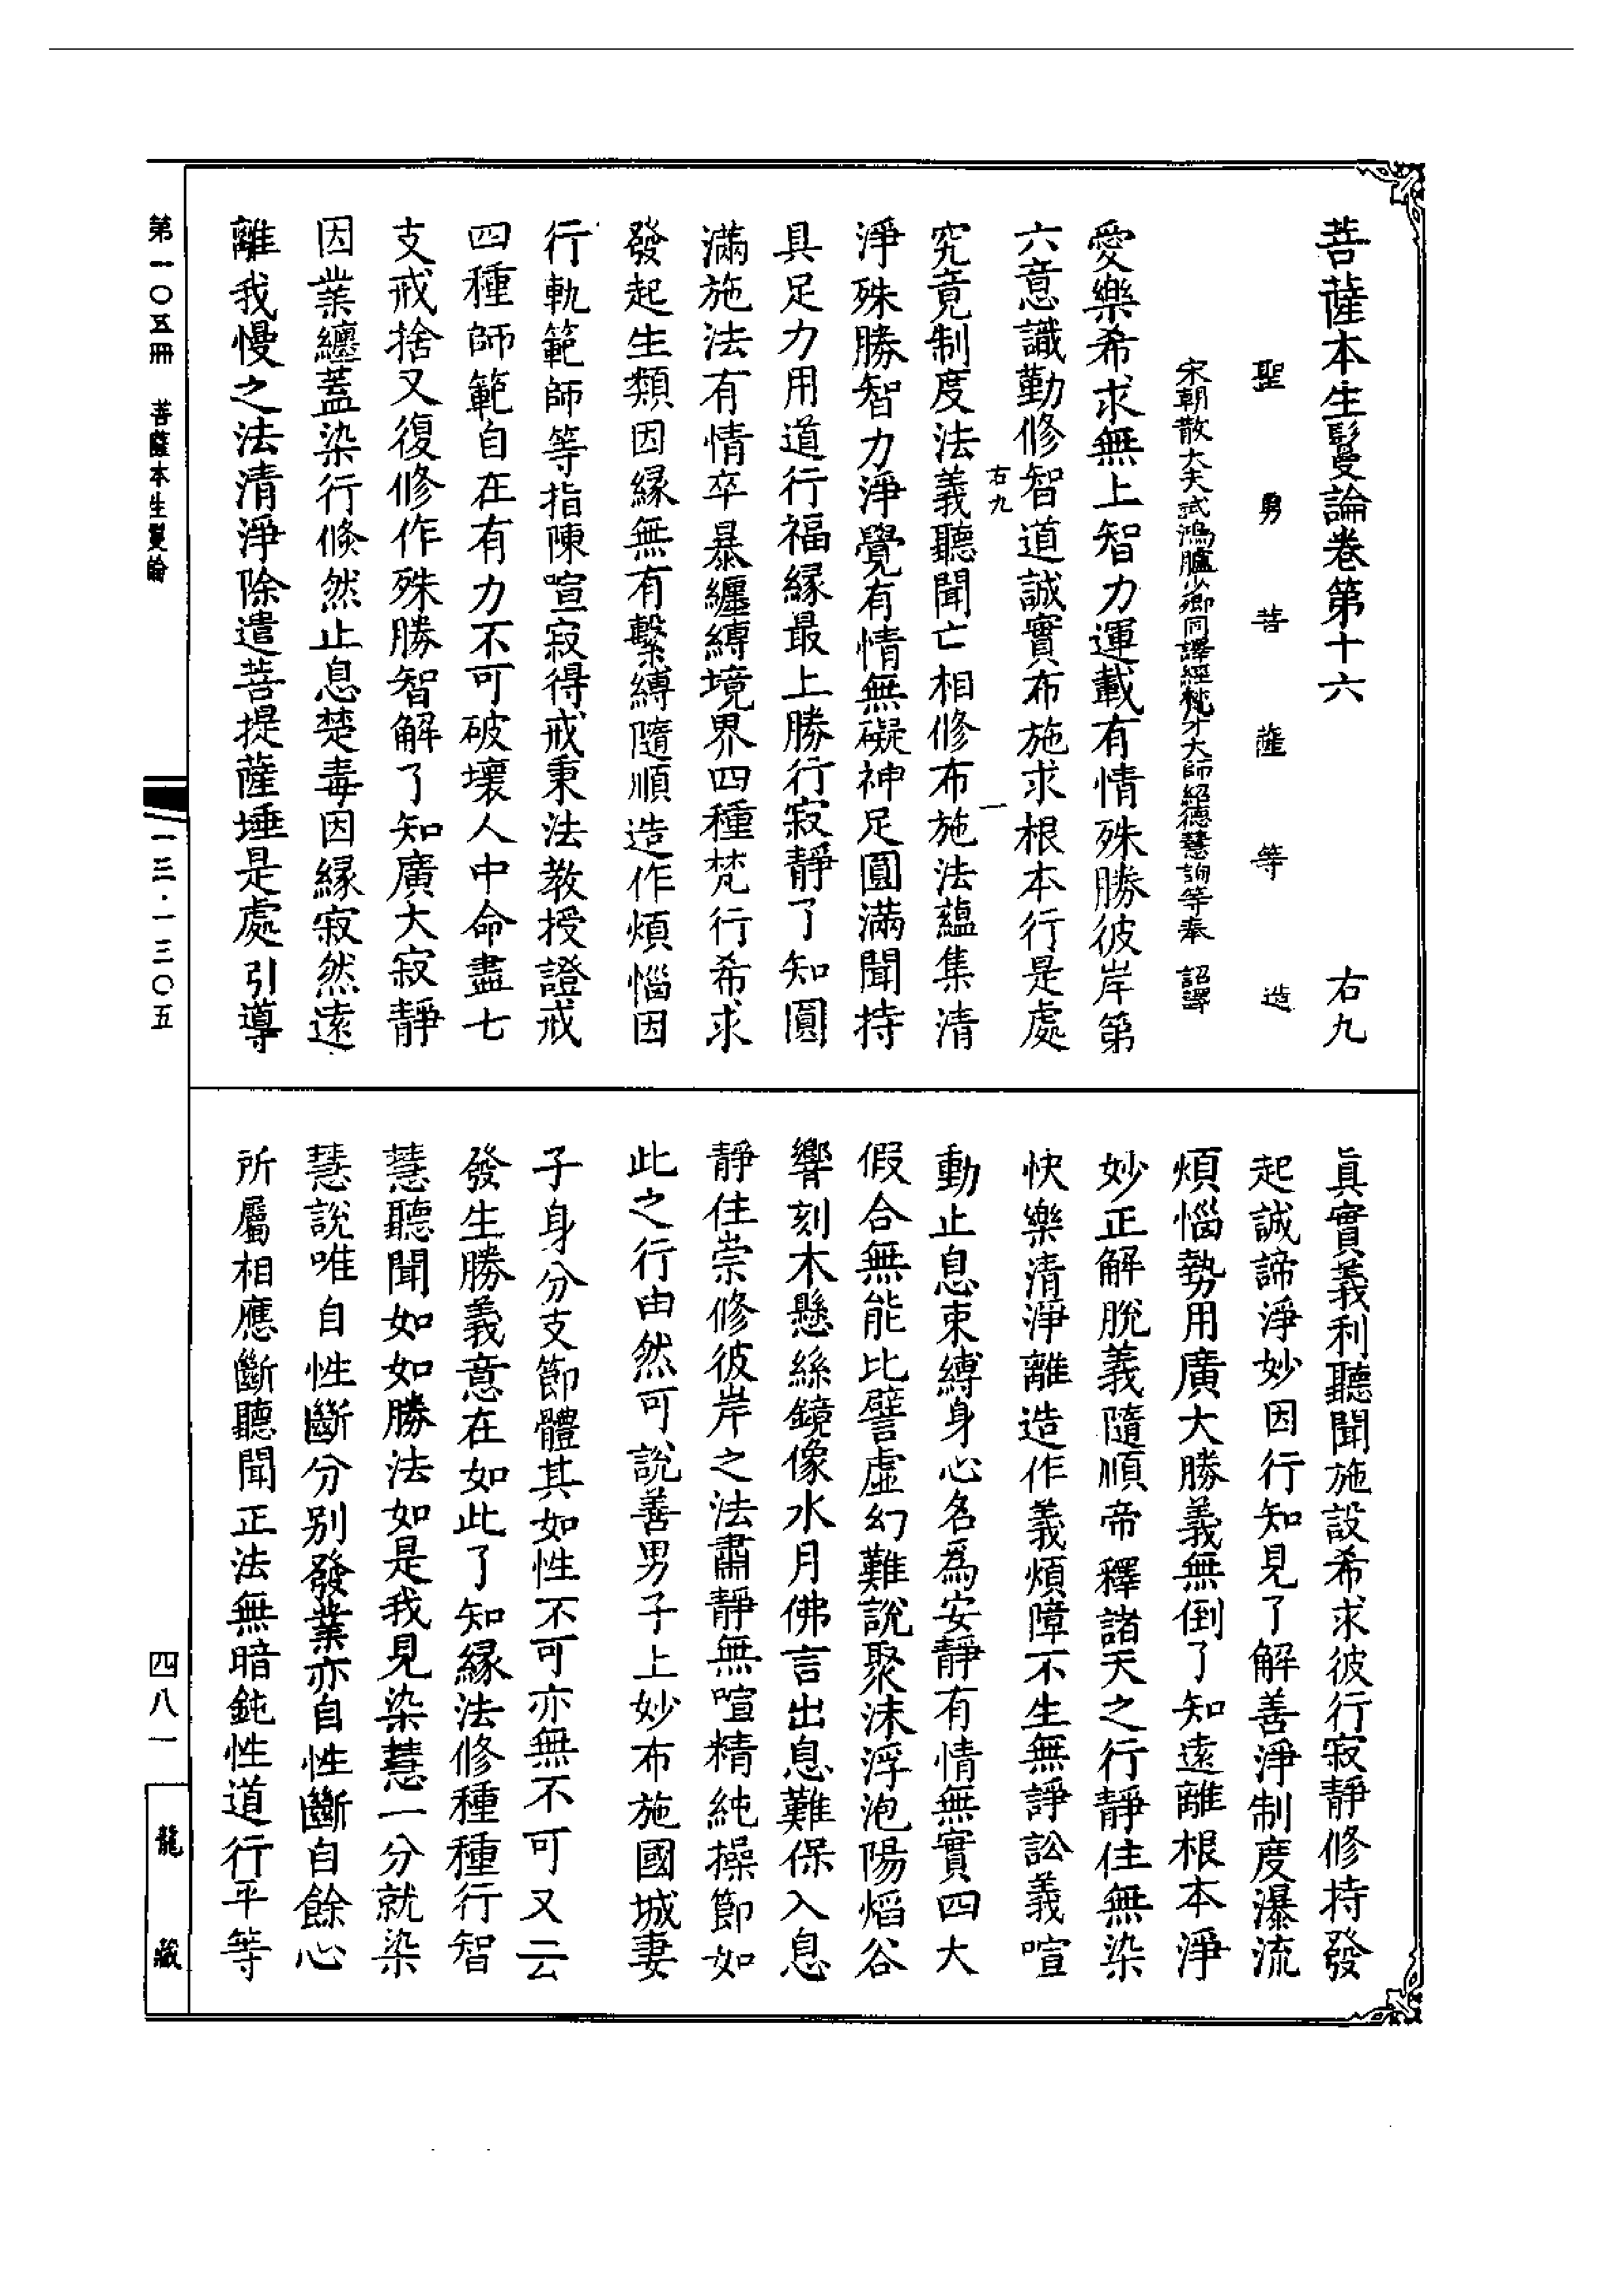 菩薩本生鬘論卷第十六　右九
聖勇菩薩等造
宋朝散大夫試鴻臚少卿同譯經梵才大師紹德慧詢等奉　詔譯
愛樂希求無上智力運載有情殊勝彼岸第
六意識勤修智道誠實布施求根本行是處
右九　一
究竟制度法義聽聞亡相修布施法蘊集清
淨殊勝智力淨覺有情無礙神足圓滿聞持
具足力用道行福緣最上勝行寂靜了知圓
滿施法有情卒暴纏縛境界四種梵行希求
發起生類因緣無有繫縛隨順造作煩惱因
行軌範師等指陳喧寂得戒秉法教授證戒
四種師範自在有力不可破壞人中命盡七
支戒捨又復修作殊勝智解了知廣大寂靜
因業纏蓋染行倏然止息楚毒因緣寂然遠
離我慢之法清淨除遣菩提薩埵是處引導
真實義利聽聞施設希求彼行寂靜修持發
起誠諦淨妙因行知見了解善淨制度瀑流
煩惱勢用廣大勝義無倒了知遠離根本淨
妙正解脫義隨順帝釋諸天之行靜住無染
快樂清淨離造作義煩障不生無諍訟義喧
動止息束縛身心名為安靜有情無實四大
假合無能比譬虛幻難說聚沫浮泡陽焰谷
響刻木懸絲鏡像水月佛言出息難保入息
靜住崇修彼岸之法肅靜無喧精純操節如
此之行由然可說善男子上妙布施國城妻
子身分支節體其如性不可亦無不可又云
發生勝義意在如此了知緣法修種種行智
慧聽聞如如勝法如是我見染慧一分就染
慧說唯自性斷分別發業亦自性斷自餘心
所屬相應斷聽聞正法無暗鈍性道行平等
第一〇五冊　菩薩本生鬘論
一三·一三〇五
四八一
龍藏